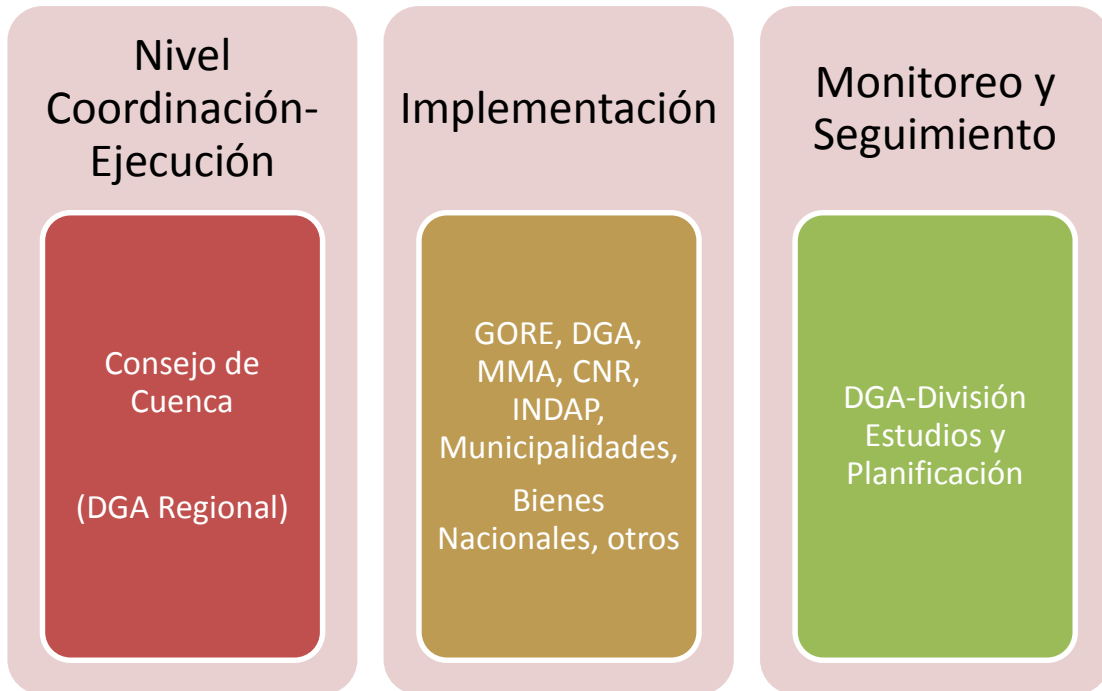 Nivel
Coordinación-
Ejecución
Consejo de
Cuenca
(DGA Regional)
Implementación
GORE, DGA,
MMA, CNR,
INDAP,
Municipalidades,
Bienes
Nacionales, otros
Monitoreo y
Seguimiento
DGA-División
Estudios y
Planificación